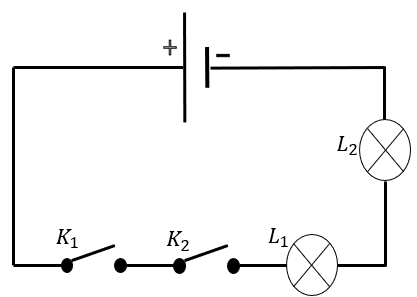 + −
L₂
K₁ K₂ L₁